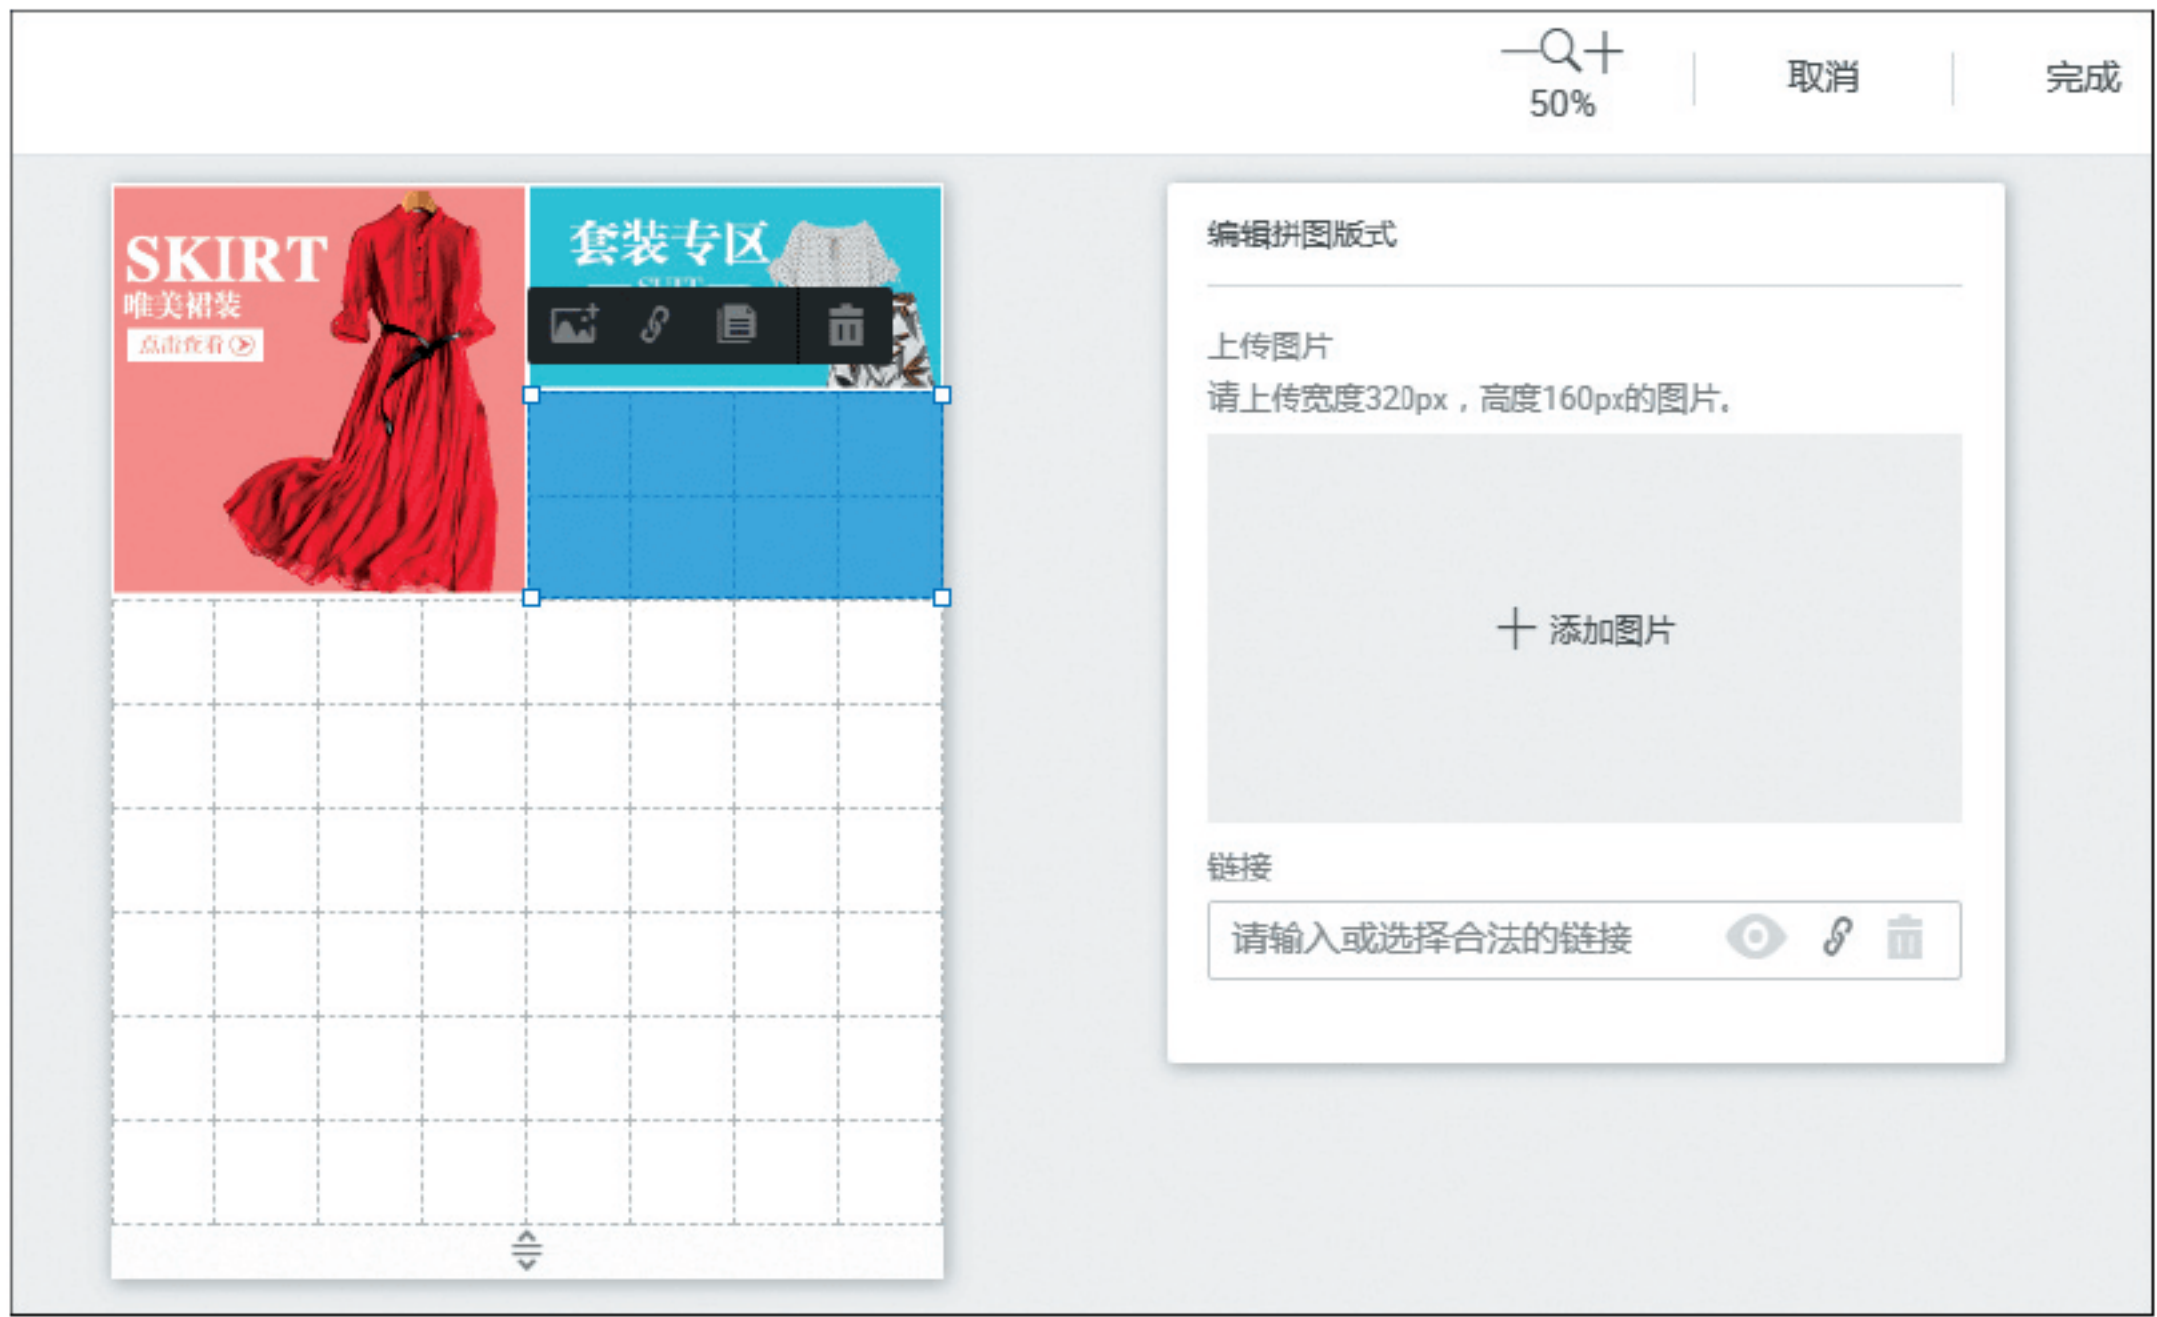 50%
取消
完成
SKIRT
唯美裙装
点击查看
套装专区
SUIT
编辑拼图版式
上传图片
请上传宽度320px，高度160px的图片。
添加图片
链接
请输入或选择合法的链接